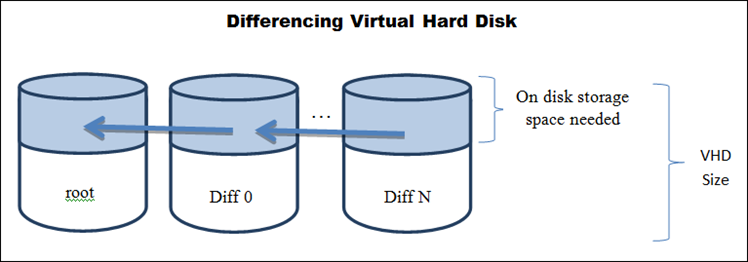 Differencing Virtual Hard Disk
...
On disk storage
space needed
VHD
Size
root
Diff 0
Diff N